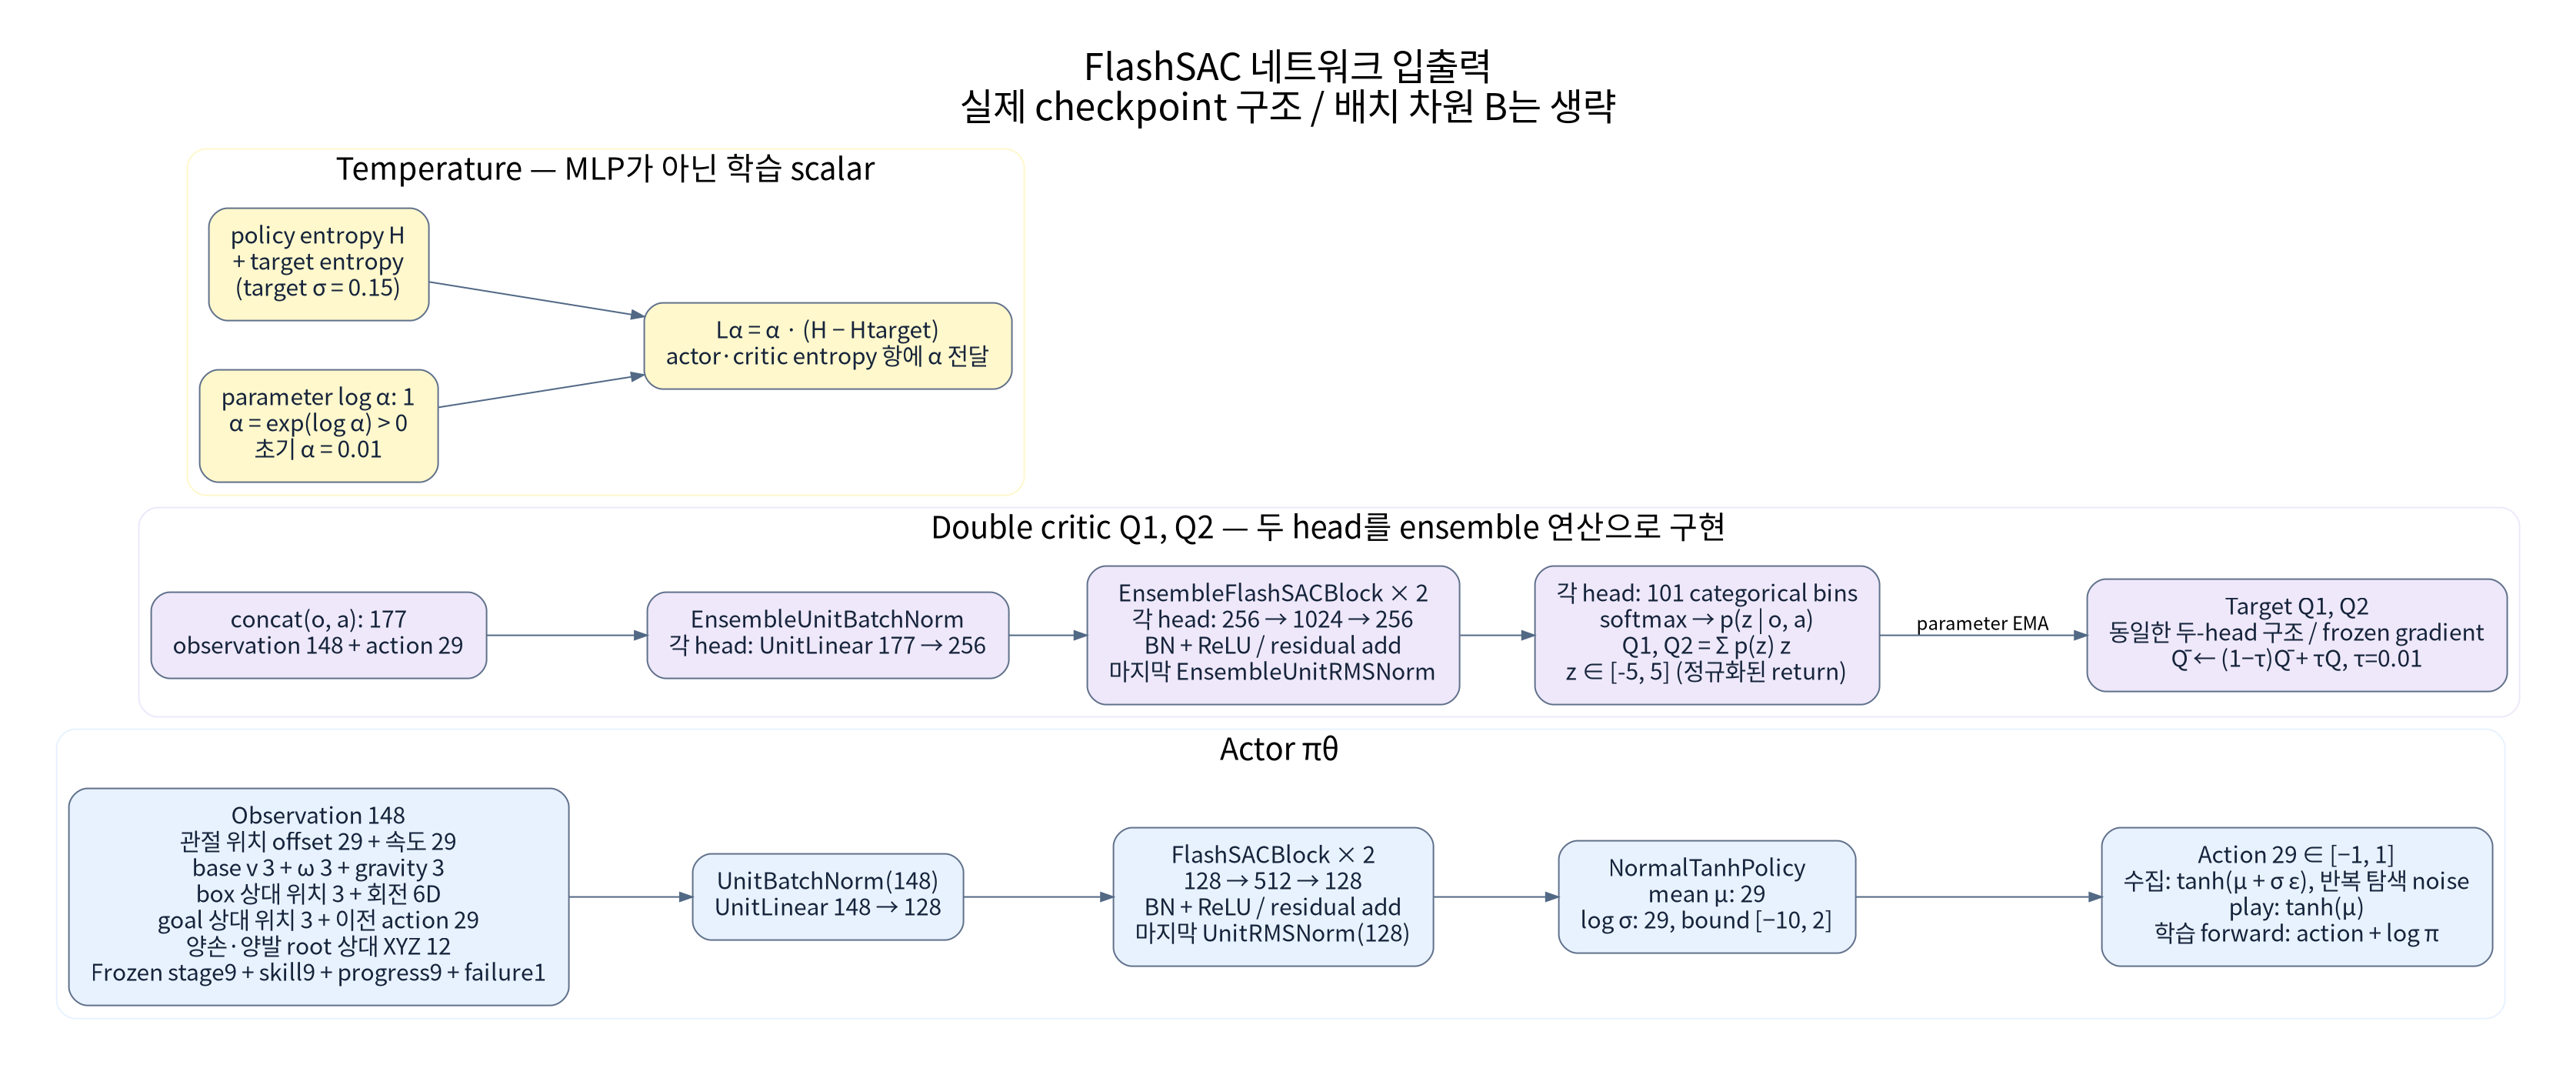 FlashSAC 네트워크 입출력
실제 checkpoint 구조 / 배치 차원 B는 생략
Temperature — MLP가 아닌 학습 scalar
policy entropy H
+ target entropy
(target σ = 0.15)
parameter log α: 1
α = exp(log α) > 0
초기 α = 0.01
Lα = α · (H − Htarget)
actor·critic entropy 항에 α 전달
Double critic Q1, Q2 — 두 head를 ensemble 연산으로 구현
concat(o, a): 177
observation 148 + action 29
EnsembleUnitBatchNorm
각 head: UnitLinear 177 → 256
EnsembleFlashSACBlock × 2
각 head: 256 → 1024 → 256
BN + ReLU / residual add
마지막 EnsembleUnitRMSNorm
각 head: 101 categorical bins
softmax → p(z | o, a)
Q1, Q2 = Σ p(z) z
z ∈ [-5, 5] (정규화된 return)
parameter EMA
Target Q1, Q2
동일한 두-head 구조 / frozen gradient
Q̄ ← (1−τ)Q̄ + τQ, τ=0.01
Actor πθ
Observation 148
관절 위치 offset 29 + 속도 29
base v 3 + ω 3 + gravity 3
box 상대 위치 3 + 회전 6D
goal 상대 위치 3 + 이전 action 29
양손·양발 root 상대 XYZ 12
Frozen stage9 + skill9 + progress9 + failure1
UnitBatchNorm(148)
UnitLinear 148 → 128
FlashSACBlock × 2
128 → 512 → 128
BN + ReLU / residual add
마지막 UnitRMSNorm(128)
NormalTanhPolicy
mean μ: 29
log σ: 29, bound [−10, 2]
Action 29 ∈ [−1, 1]
수집: tanh(μ + σ ε), 반복 탐색 noise
play: tanh(μ)
학습 forward: action + log π